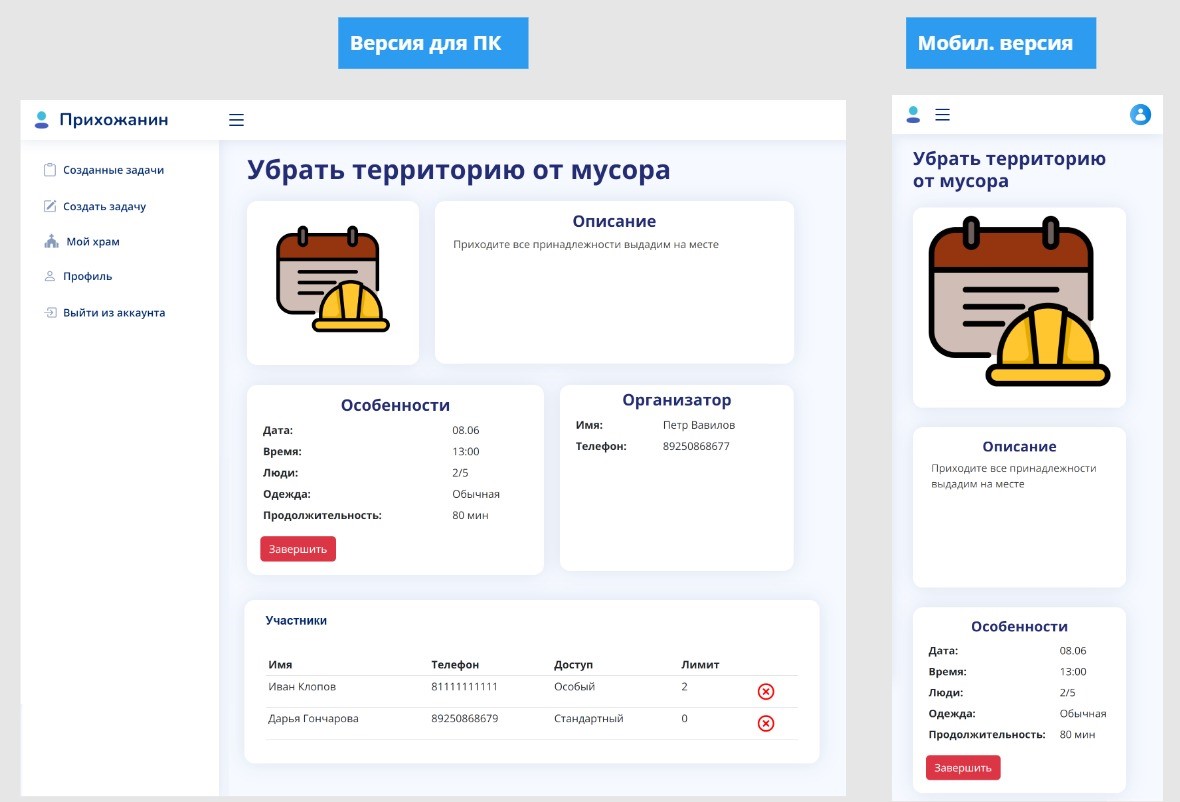 Версия для ПК
Прихожанин
Созданные задачи
Создать задачу
Мой храм
Профиль
Выйти из аккаунта
Убрать территорию от мусора
Описание
Приходите все принадлежности выдадим на месте
Особенности
Дата: 08.06
Время: 13:00
Люди: 2/5
Одежда: Обычная
Продолжительность: 80 мин
Завершить
Организатор
Имя: Петр Вавилов
Телефон: 89250868677
Участники
Имя Телефон Доступ Лимит
Иван Клопов 81111111111 Особый 2
Дарья Гончарова 89250868679 Стандартный 0
Мобил. версия
Убрать территорию
от мусора
Описание
Приходите все принадлежности
выдадим на месте
Особенности
Дата: 08.06
Время: 13:00
Люди: 2/5
Одежда: Обычная
Продолжительность: 80 мин
Завершить